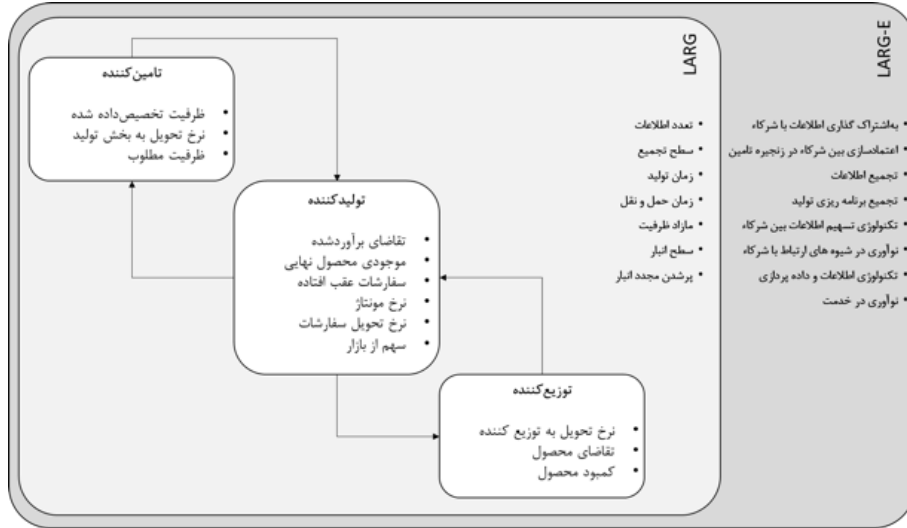 LARG-E
به‌اشتراک گذاری اطلاعات با شرکاء
اعتمادسازی بین شرکاء در زنجیره تامین
تجمیع اطلاعات
تجمیع برنامه ریزی تولید
تکنولوژی تسهیم اطلاعات بین شرکاء
نوآوری در شیوه های ارتباط با شرکاء
تکنولوژی اطلاعات و داده پردازی
نوآوری در خدمت
LARG
تعدد اطلاعات
سطح تجمیع
زمان تولید
زمان حمل و نقل
مازاد ظرفیت
سطح انبار
پرشدن مجدد انبار
تامین‌کننده
ظرفیت تخصیص‌داده شده
نرخ تحویل به بخش تولید
ظرفیت مطلوب
تولیدکننده
تقاضای برآوردشده
موجودی محصول نهایی
سفارشات عقب افتاده
نرخ مونتاژ
نرخ تحویل سفارشات
سهم از بازار
توزیع‌کننده
نرخ تحویل به توزیع کننده
تقاضای محصول
کمبود محصول